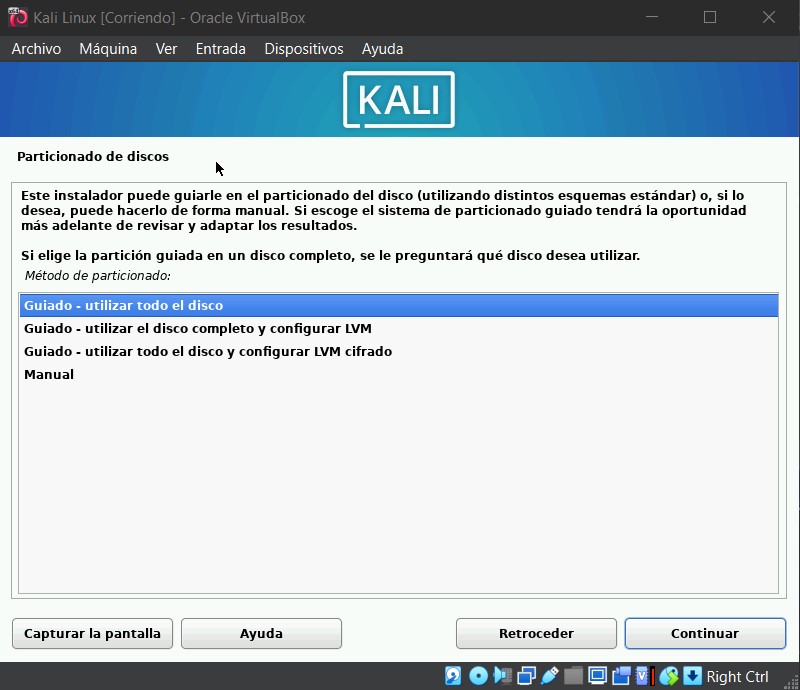 Kali Linux [Corriendo] - Oracle VirtualBox
Archivo Máquina Ver Entrada Dispositivos Ayuda
KALI
Particionado de discos
Este instalador puede guiarle en el particionado del disco (utilizando distintos esquemas estándar) o, si lo
desea, puede hacerlo de forma manual. Si escoge el sistema de particionado guiado tendrá la oportunidad
más adelante de revisar y adaptar los resultados.
Si elige la partición guiada en un disco completo, se le preguntará qué disco desea utilizar.
Método de particionado:
Guiado - utilizar todo el disco
Guiado - utilizar el disco completo y configurar LVM
Guiado - utilizar todo el disco y configurar LVM cifrado
Manual
Capturar la pantalla Ayuda Retroceder Continuar
Right Ctrl